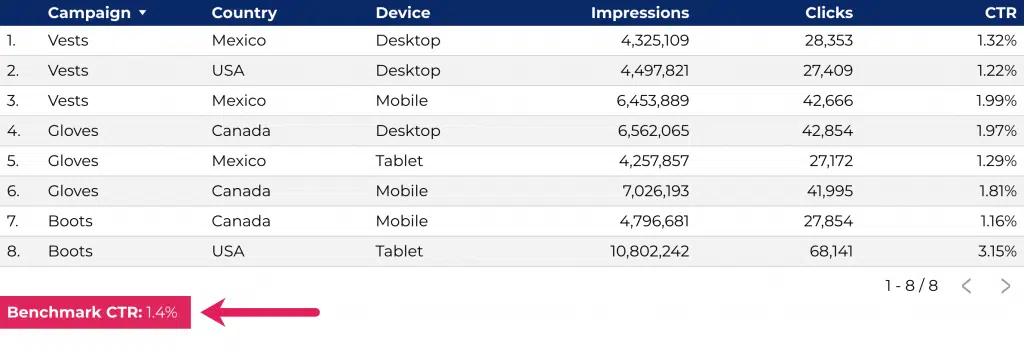 Campaign Country Device Impressions Clicks CTR
1. Vests Mexico Desktop 4,325,109 28,353 1.32%
2. Vests USA Desktop 4,497,821 27,409 1.22%
3. Vests Mexico Mobile 6,453,889 42,666 1.99%
4. Gloves Canada Desktop 6,562,065 42,854 1.97%
5. Gloves Mexico Tablet 4,257,857 27,172 1.29%
6. Gloves Canada Mobile 7,026,193 41,995 1.81%
7. Boots Canada Mobile 4,796,681 27,854 1.16%
8. Boots USA Tablet 10,802,242 68,141 3.15%
1 - 8 / 8
Benchmark CTR: 1.4%